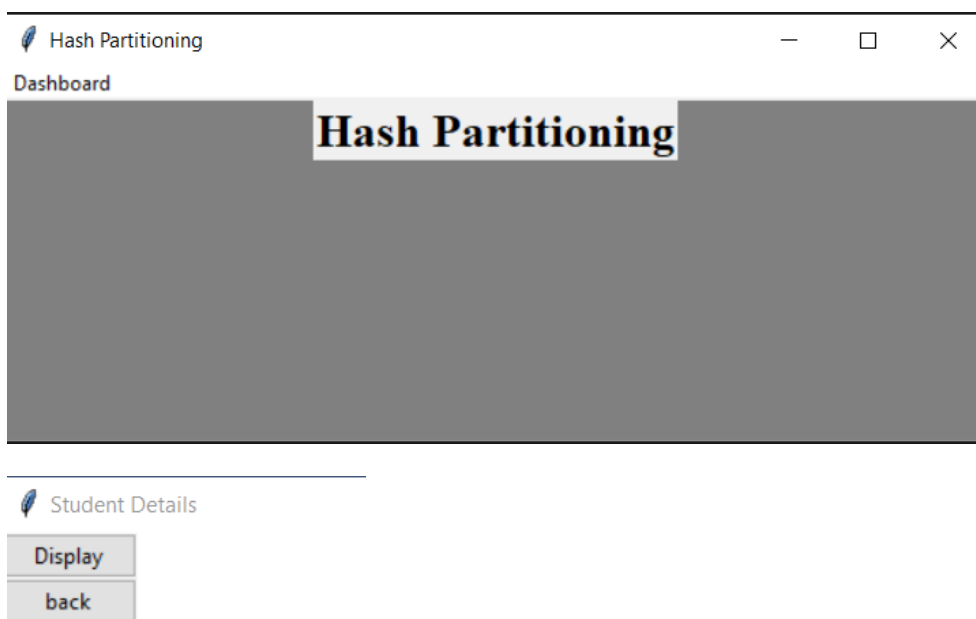 Hash Partitioning
Dashboard
Hash Partitioning
Student Details
Display
back